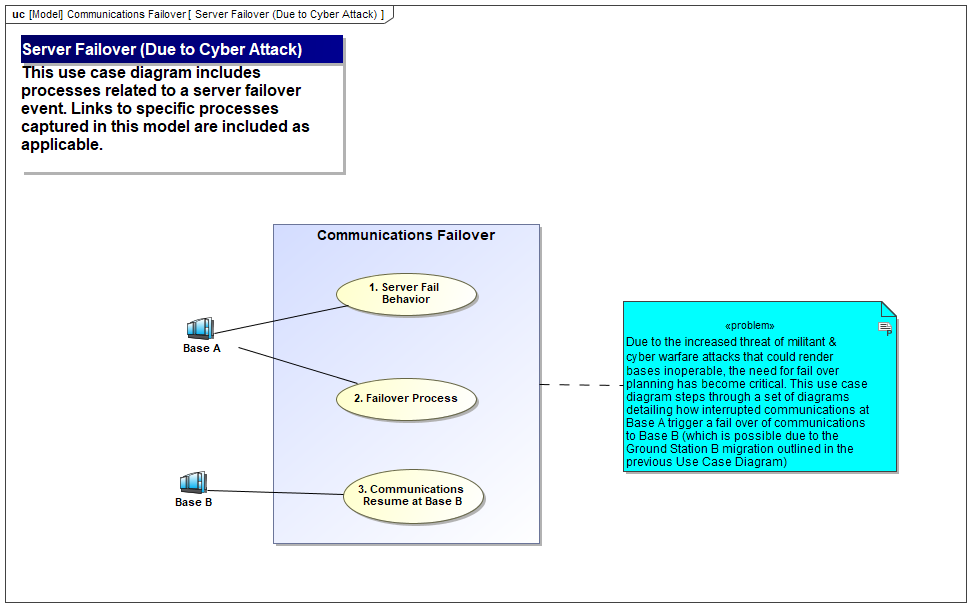 uc [Model] Communications Failover [ Server Failover (Due to Cyber Attack) ]
Server Failover (Due to Cyber Attack)
This use case diagram includes
processes related to a server failover
event. Links to specific processes
captured in this model are included as
applicable.
Communications Failover
1. Server Fail
Behavior
Base A
2. Failover Process
Base B
3. Communications
Resume at Base B
«problem»
Due to the increased threat of militant &
cyber warfare attacks that could render
bases inoperable, the need for fail over
planning has become critical. This use case
diagram steps through a set of diagrams
detailing how interrupted communications at
Base A trigger a fail over of communications
to Base B (which is possible due to the
Ground Station B migration outlined in the
previous Use Case Diagram)
P